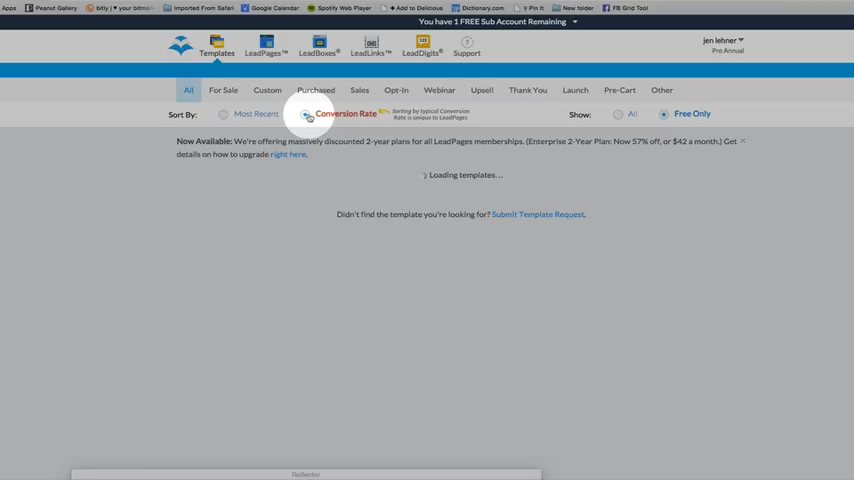 Apps Peanut Gallery bitly | ♥ your bitmark Imported From Safari Google Calendar Spotify Web Player + Add to Delicious Dictionary.com Pin It New folder FB Grid Tool
You have 1 FREE Sub Account Remaining
jen lehner
Pro Annual
Templates LeadPages™ LeadBoxes® LeadLinks™ LeadDigits® Support
All For Sale Custom Purchased Sales Opt-In Webinar Upsell Thank You Launch Pre-Cart Other
Sort By: Most Recent Conversion Rate Sorting by typical Conversion Rate is unique to LeadPages Show: All Free Only
Now Available: We're offering massively discounted 2-year plans for all LeadPages memberships. (Enterprise 2-Year Plan: Now 57% off, or $42 a month.) Get
details on how to upgrade right here.
Loading templates...
Didn't find the template you're looking for? Submit Template Request.
Reflector